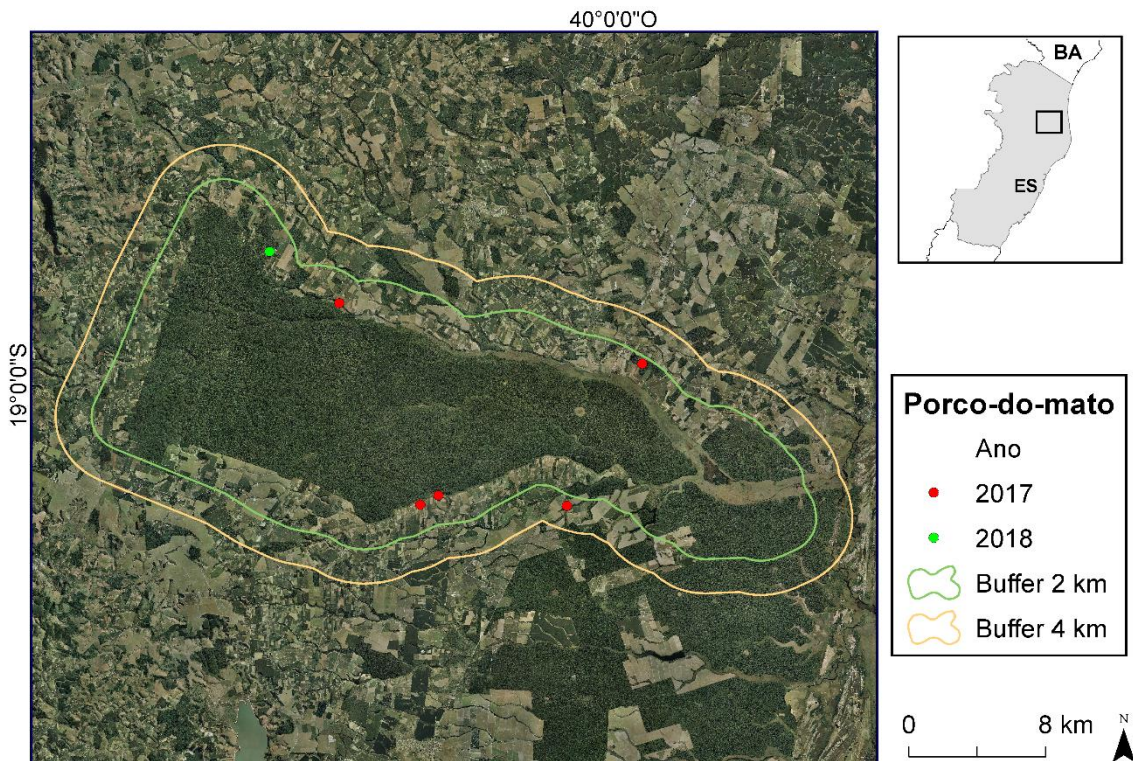 40°0'0"O
19°0'0"S
BA
ES
Porco-do-mato
Ano
2017
2018
Buffer 2 km
Buffer 4 km
0 8 km
N